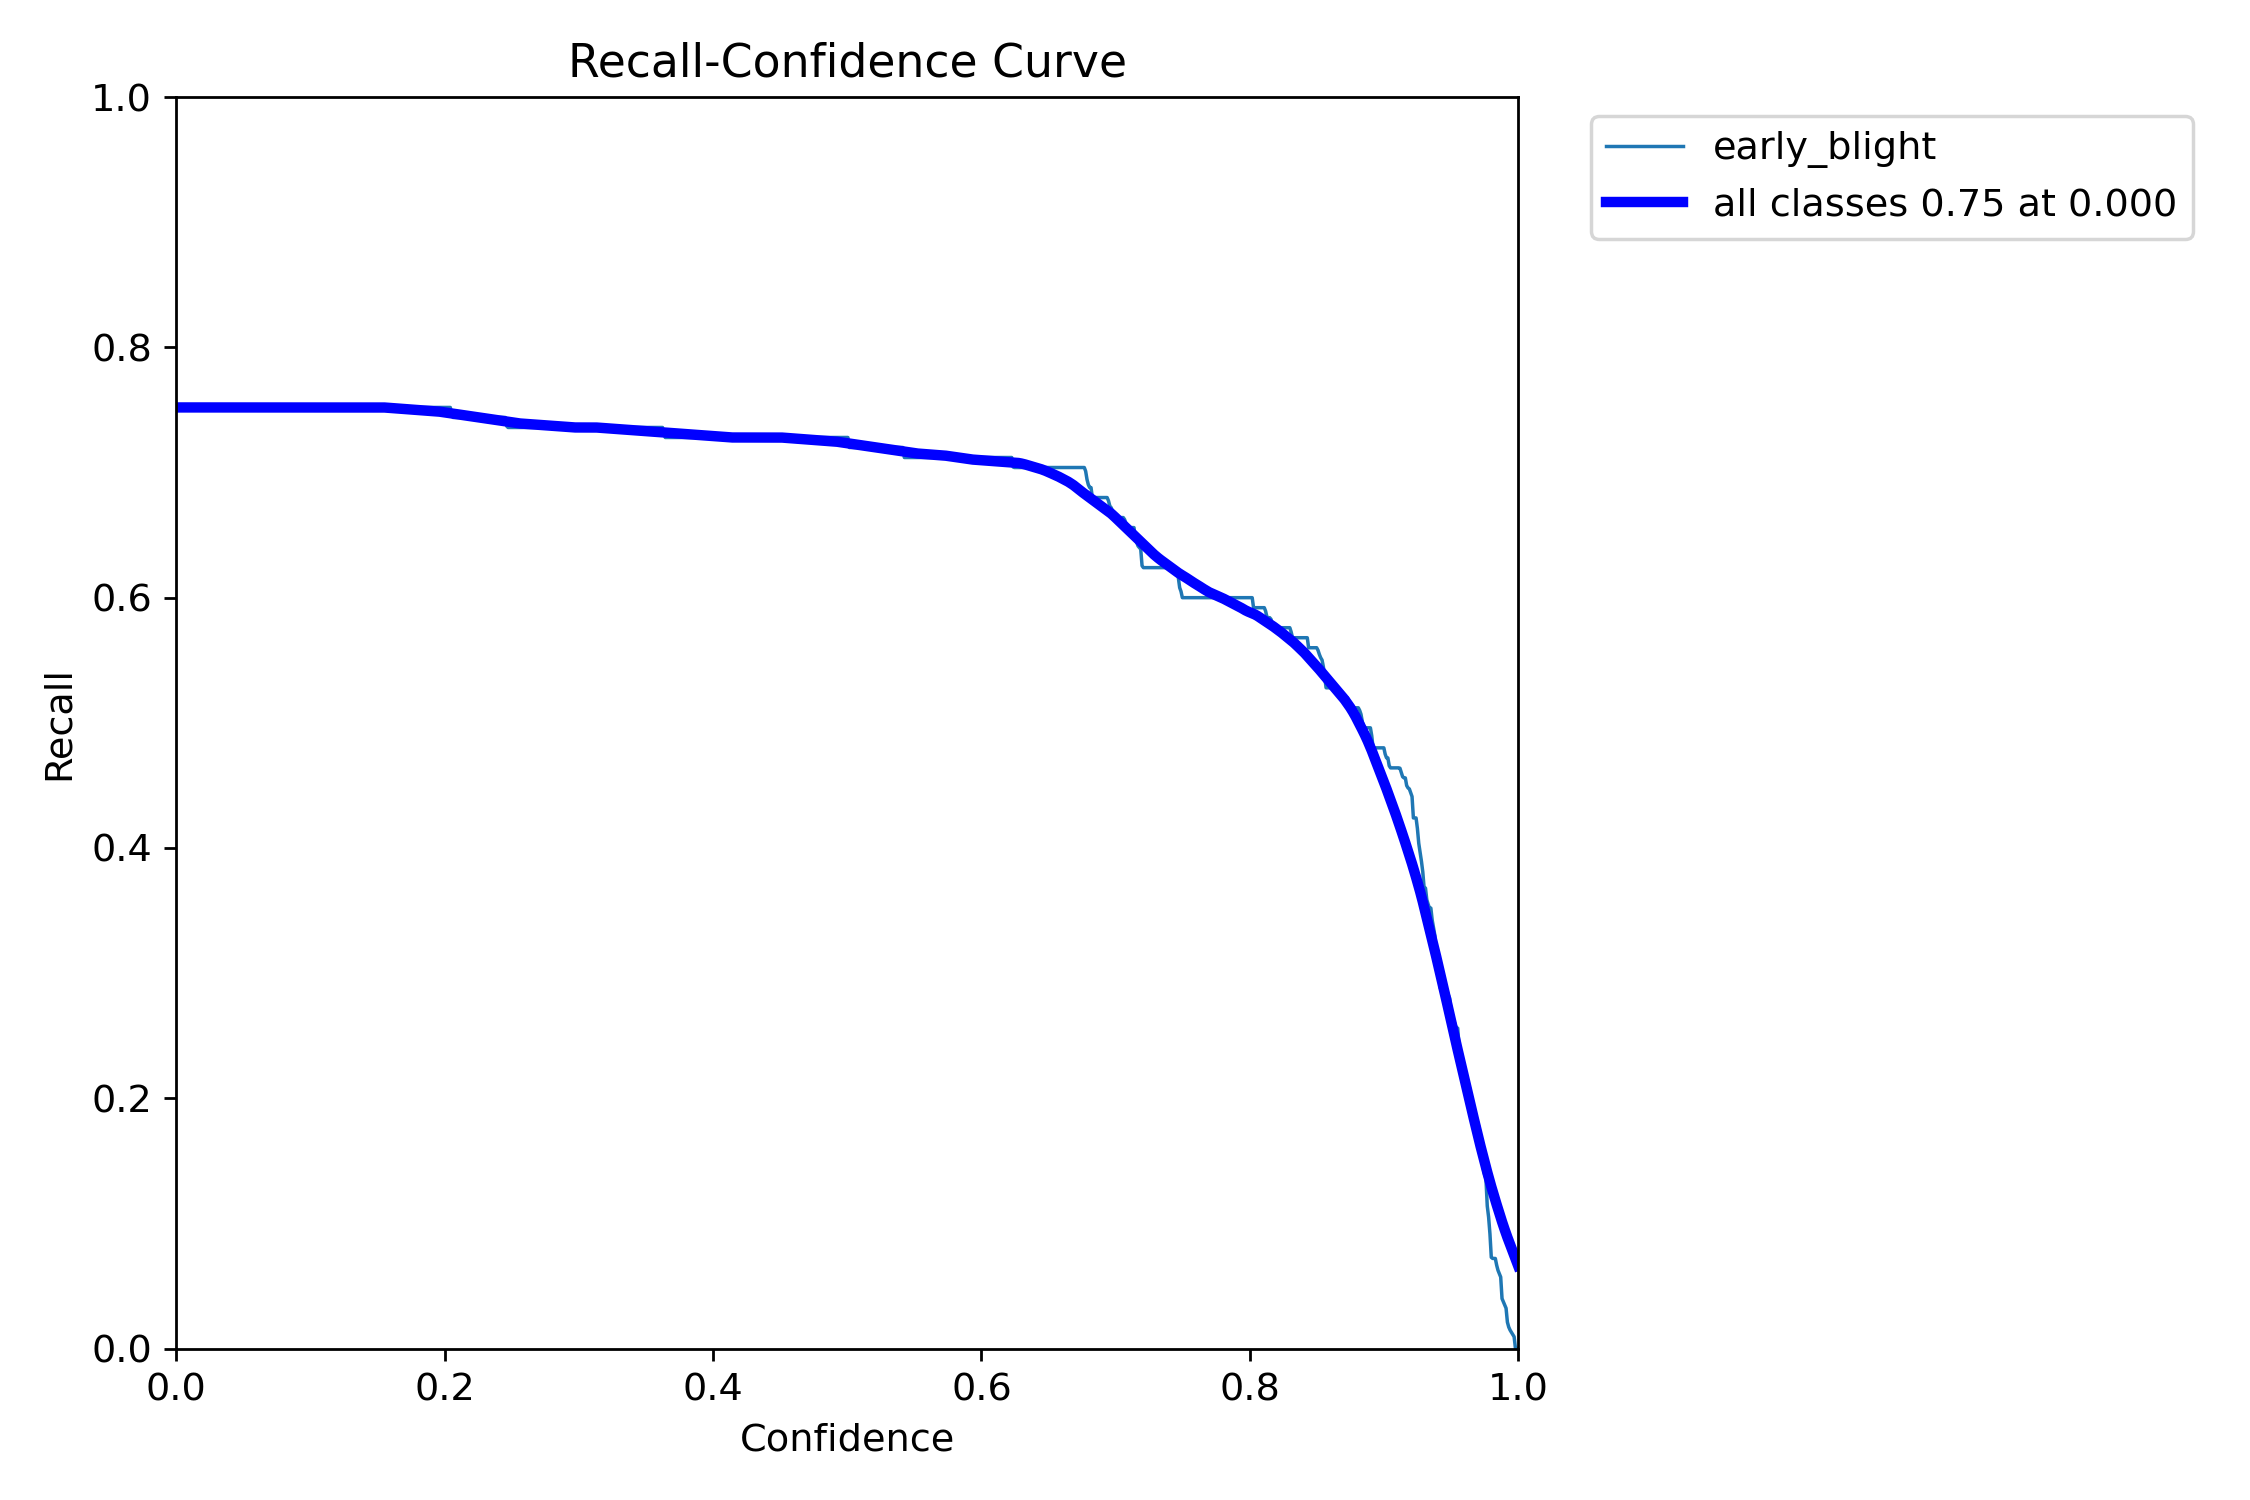 Recall-Confidence Curve
early_blight
all classes 0.75 at 0.000
1.0
0.8
0.6
0.4
0.2
0.0
Recall
0.0 0.2 0.4 0.6 0.8 1.0
Confidence